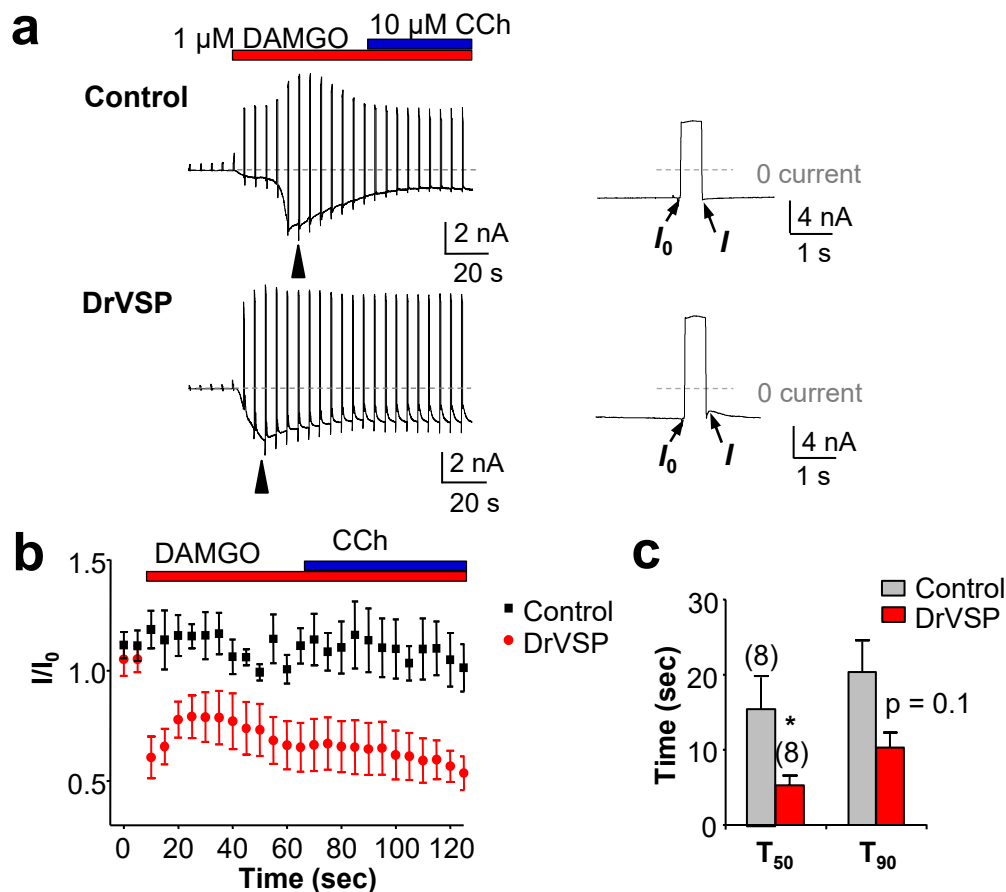 a
1 µM DAMGO
10 µM CCh
Control
0 current
I0
I
4 nA
1 s
2 nA
20 s
DrVSP
0 current
I0
I
4 nA
1 s
2 nA
20 s
b
DAMGO
CCh
1.5
1.0
0.5
I/I0
0 20 40 60 80 100 120
Time (sec)
Control
DrVSP
c
Control
DrVSP
30
20
10
0
Time (sec)
(8)
*
(8)
p = 0.1
T50
T90